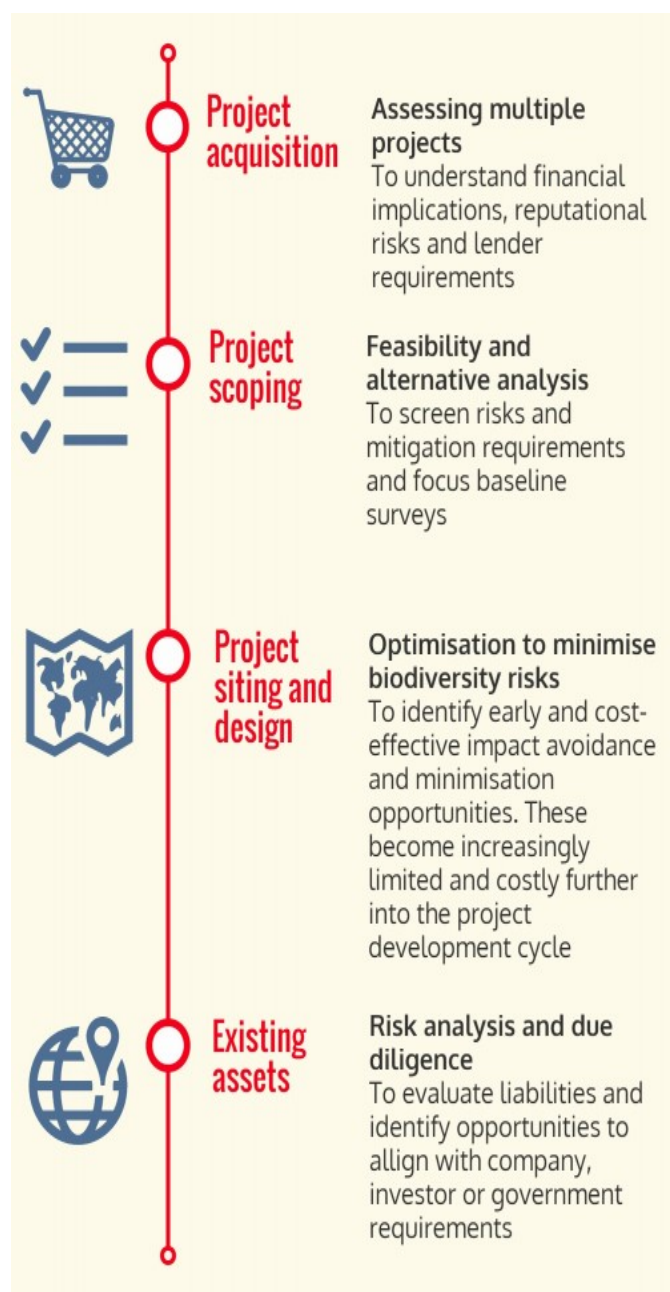 Project
acquisition
Assessing multiple
projects
To understand financial
implications, reputational
risks and lender
requirements
Project
scoping
Feasibility and
alternative analysis
To screen risks and
mitigation requirements
and focus baseline
surveys
Project
siting and
design
Optimisation to minimise
biodiversity risks
To identify early and cost-
effective impact avoidance
and minimisation
opportunities. These
become increasingly
limited and costly further
into the project
development cycle
Existing
assets
Risk analysis and due
diligence
To evaluate liabilities and
identify opportunities to
allign with company,
investor or government
requirements